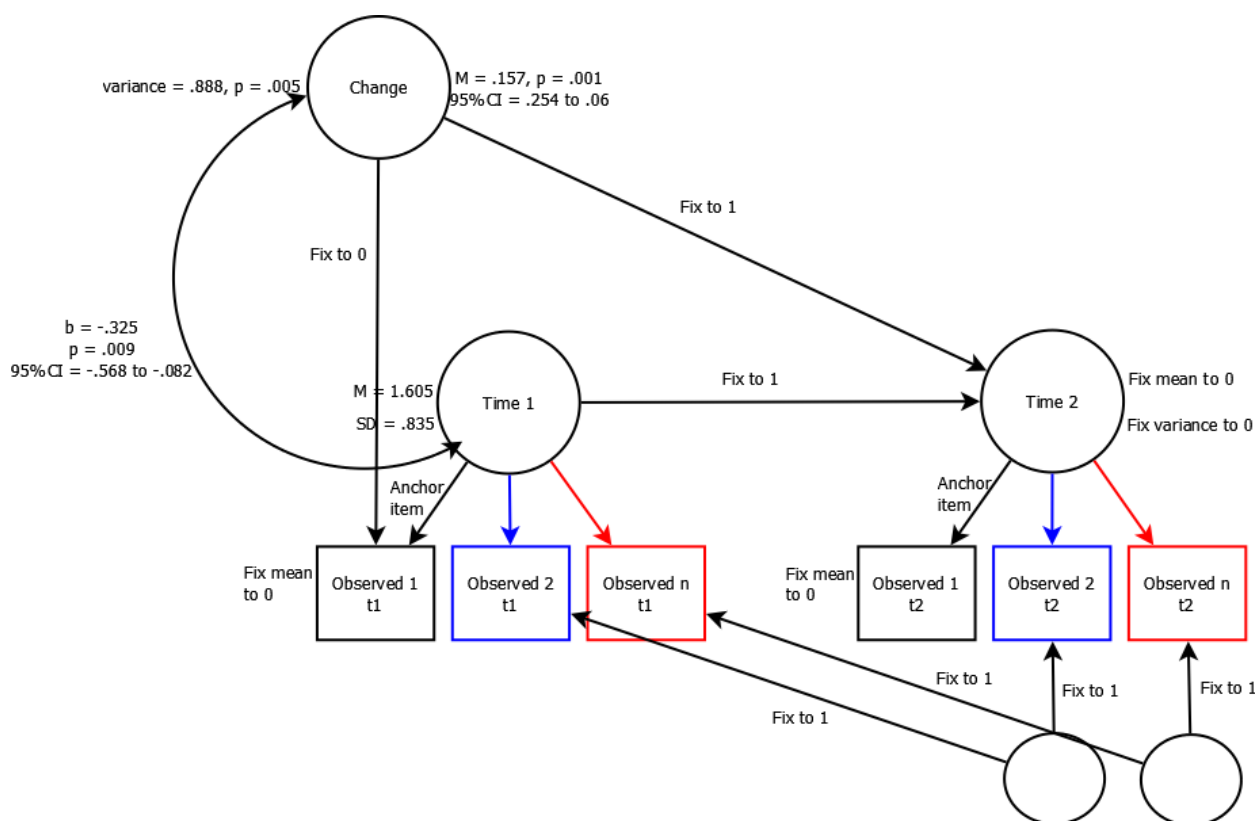 variance = .888, p = .005
Change
M = .157, p = .001
95%CI = .254 to .06
Fix to 1
Fix to 0
b = -.325
p = .009
95%CI = -.568 to -.082
M = 1.605
SD = .835
Time 1
Fix to 1
Time 2
Fix mean to 0
Fix variance to 0
Anchor
item
Anchor
item
Fix mean
to 0
Observed 1
t1
Observed 2
t1
Observed n
t1
Fix mean
to 0
Observed 1
t2
Observed 2
t2
Observed n
t2
Fix to 1
Fix to 1
Fix to 1
Fix to 1